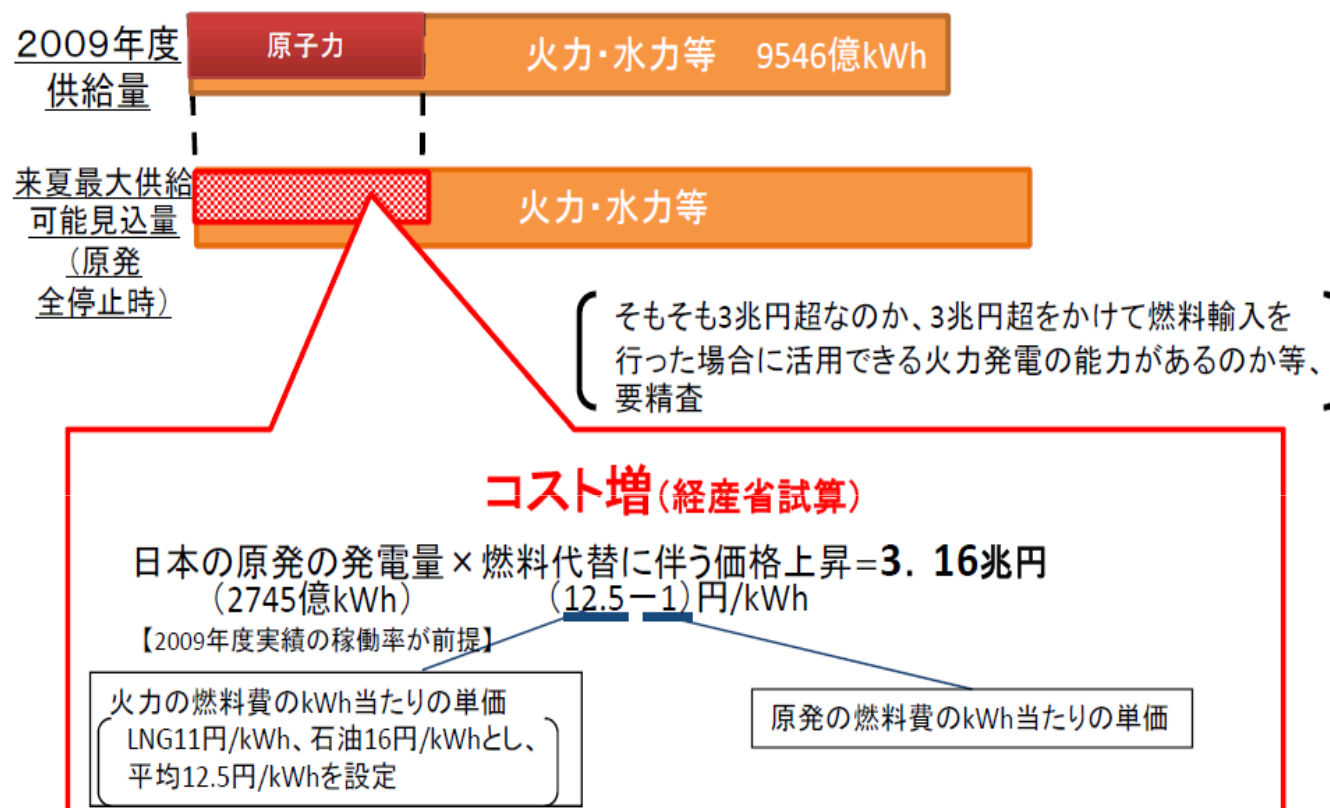 2009年度
供給量
原子力
火力・水力等 9546億kWh
来夏最大供給
可能見込量
(原発
全停止時)
火力・水力等
そもそも3兆円超なのか、3兆円超をかけて燃料輸入を
行った場合に活用できる火力発電の能力があるのか等、
要精査
コスト増(経産省試算)
日本の原発の発電量×燃料代替に伴う価格上昇=3.16兆円
(2745億kWh) (12.5-1)円/kWh
【2009年度実績の稼働率が前提】
火力の燃料費のkWh当たりの単価
LNG11円/kWh、石油16円/kWhとし、
平均12.5円/kWhを設定
原発の燃料費のkWh当たりの単価